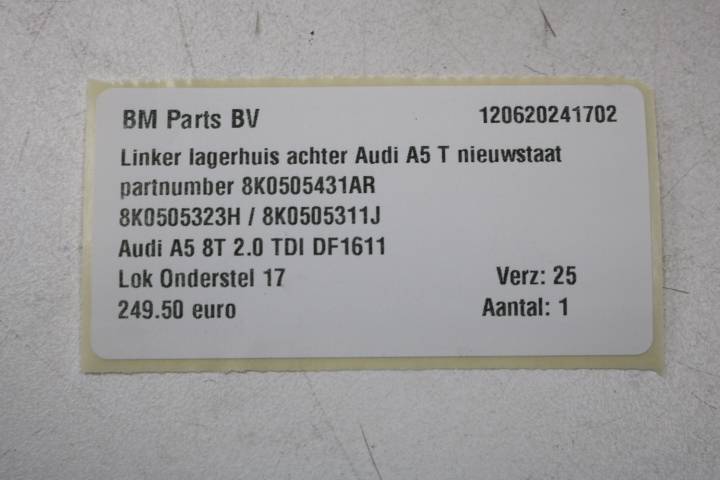 BM Parts BV 120620241702
Linker lagerhuis achter Audi A5 T nieuwstaat
partnumber 8K0505431AR
8K0505323H / 8K0505311J
Audi A5 8T 2.0 TDI DF1611
Lok Onderstel 17 Verz: 25
249.50 euro Aantal: 1